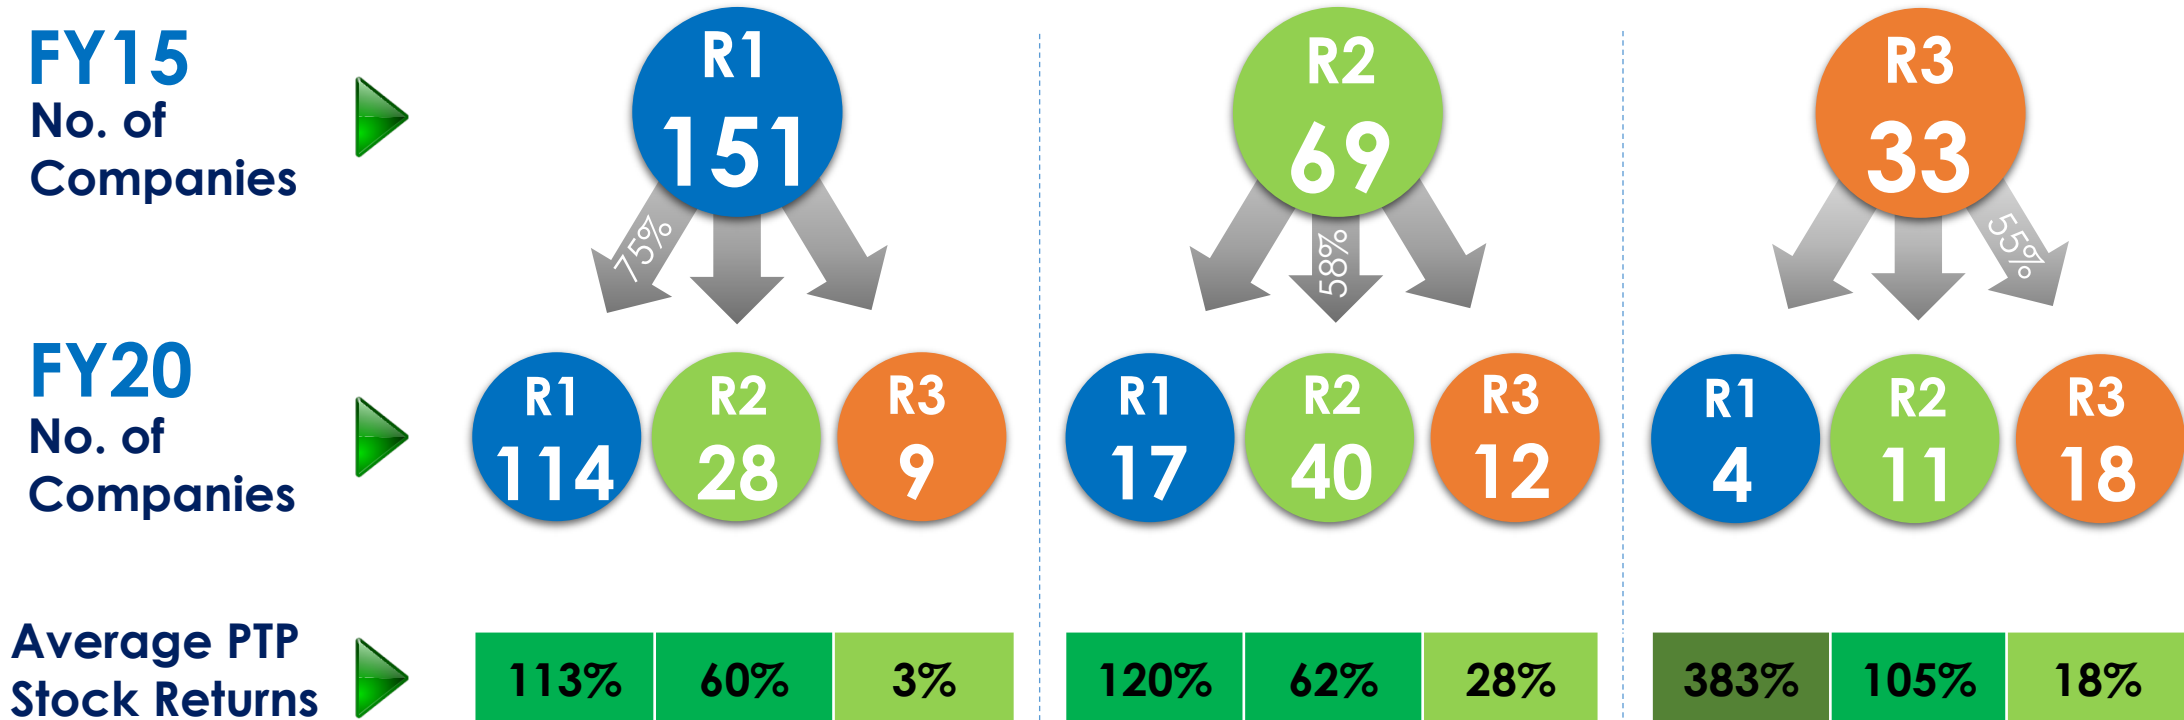 FY15
No. of
Companies
R1
151
R2
69
R3
33
75%
58%
55%
FY20
No. of
Companies
R1
114
R2
28
R3
9
R1
17
R2
40
R3
12
R1
4
R2
11
R3
18
Average PTP
Stock Returns
113% 60% 3% 120% 62% 28% 383% 105% 18%